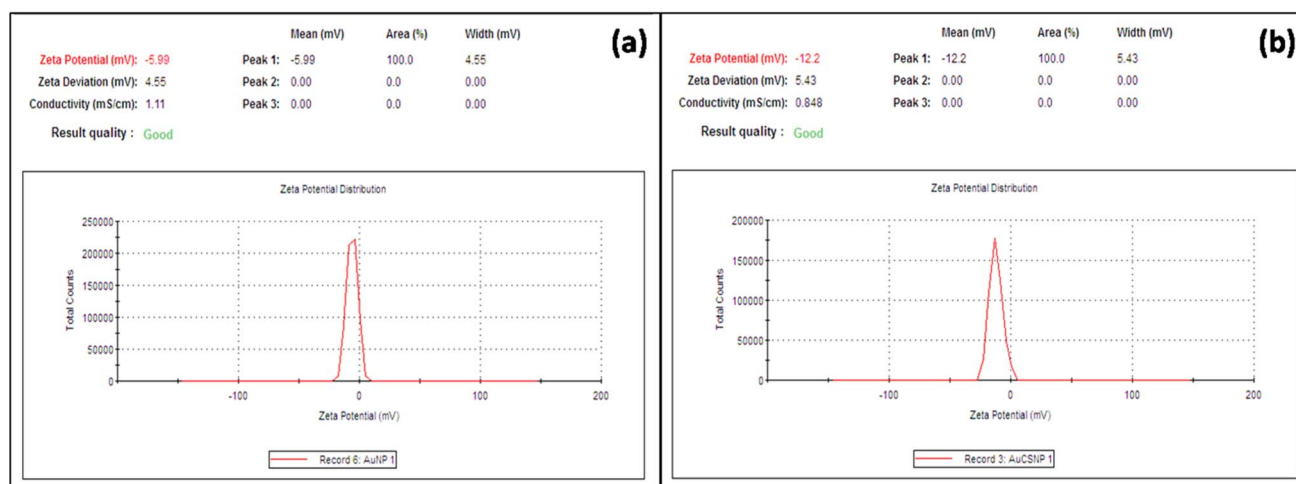 Mean (mV) Area (%) Width (mV) (a)
Zeta Potential (mV): -5.99 Peak 1: -5.99 100.0 4.55
Zeta Deviation (mV): 4.55 Peak 2: 0.00 0.0 0.00
Conductivity (mS/cm): 1.11 Peak 3: 0.00 0.0 0.00
Result quality : Good
Zeta Potential Distribution
250000
200000
150000
100000
50000
0
Total Counts
-100 0 100 200
Zeta Potential (mV)
Record 6: AuNP 1
Mean (mV) Area (%) Width (mV) (b)
Zeta Potential (mV): -12.2 Peak 1: -12.2 100.0 5.43
Zeta Deviation (mV): 5.43 Peak 2: 0.00 0.0 0.00
Conductivity (mS/cm): 0.848 Peak 3: 0.00 0.0 0.00
Result quality : Good
Zeta Potential Distribution
200000
150000
100000
50000
0
Total Counts
-100 0 100 200
Zeta Potential (mV)
Record 3: AuCSNP 1